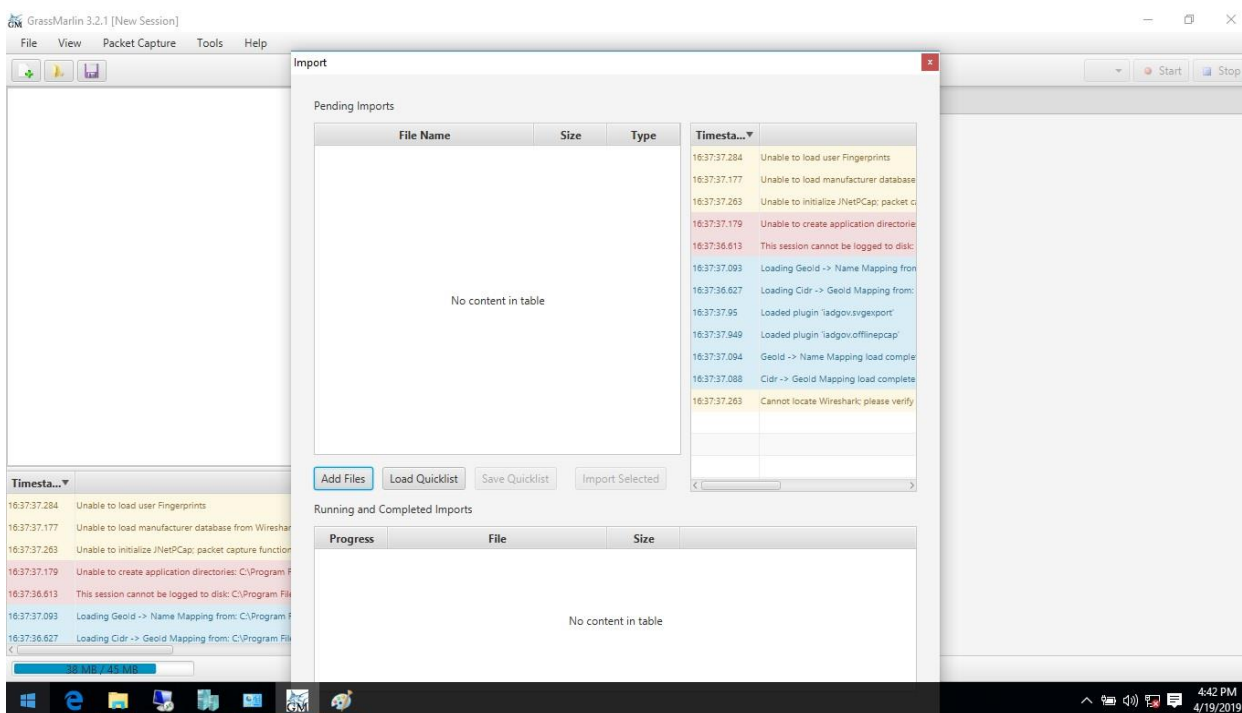 GM GrassMarlin 3.2.1 [New Session]
File View Packet Capture Tools Help
Start Stop
Import
Pending Imports
File Name Size Type
No content in table
Timesta...
16:37:37.284 Unable to load user Fingerprints
16:37:37.177 Unable to load manufacturer database
16:37:37.263 Unable to initialize JNetPCap; packet ca
16:37:37.179 Unable to create application directorie
16:37:36.613 This session cannot be logged to disk:
16:37:37.093 Loading GeoId -> Name Mapping fron
16:37:36.627 Loading Cidr -> GeoId Mapping from:
16:37:37.95 Loaded plugin 'iadgov.svgexport'
16:37:37.949 Loaded plugin 'iadgov.offlinepcap'
16:37:37.094 GeoId -> Name Mapping load comple
16:37:37.088 Cidr -> GeoId Mapping load complete
16:37:37.263 Cannot locate Wireshark; please verify
Add Files Load Quicklist Save Quicklist Import Selected
Running and Completed Imports
Progress File Size
No content in table
Timesta...
16:37:37.284 Unable to load user Fingerprints
16:37:37.177 Unable to load manufacturer database from Wireshar
16:37:37.263 Unable to initialize JNetPCap; packet capture function
16:37:37.179 Unable to create application directories: C:\Program F
16:37:36.613 This session cannot be logged to disk: C:\Program File
16:37:37.093 Loading GeoId -> Name Mapping from: C:\Program F
16:37:36.627 Loading Cidr -> GeoId Mapping from: C:\Program File
38 MB / 45 MB
GM
4:42 PM
4/19/2019